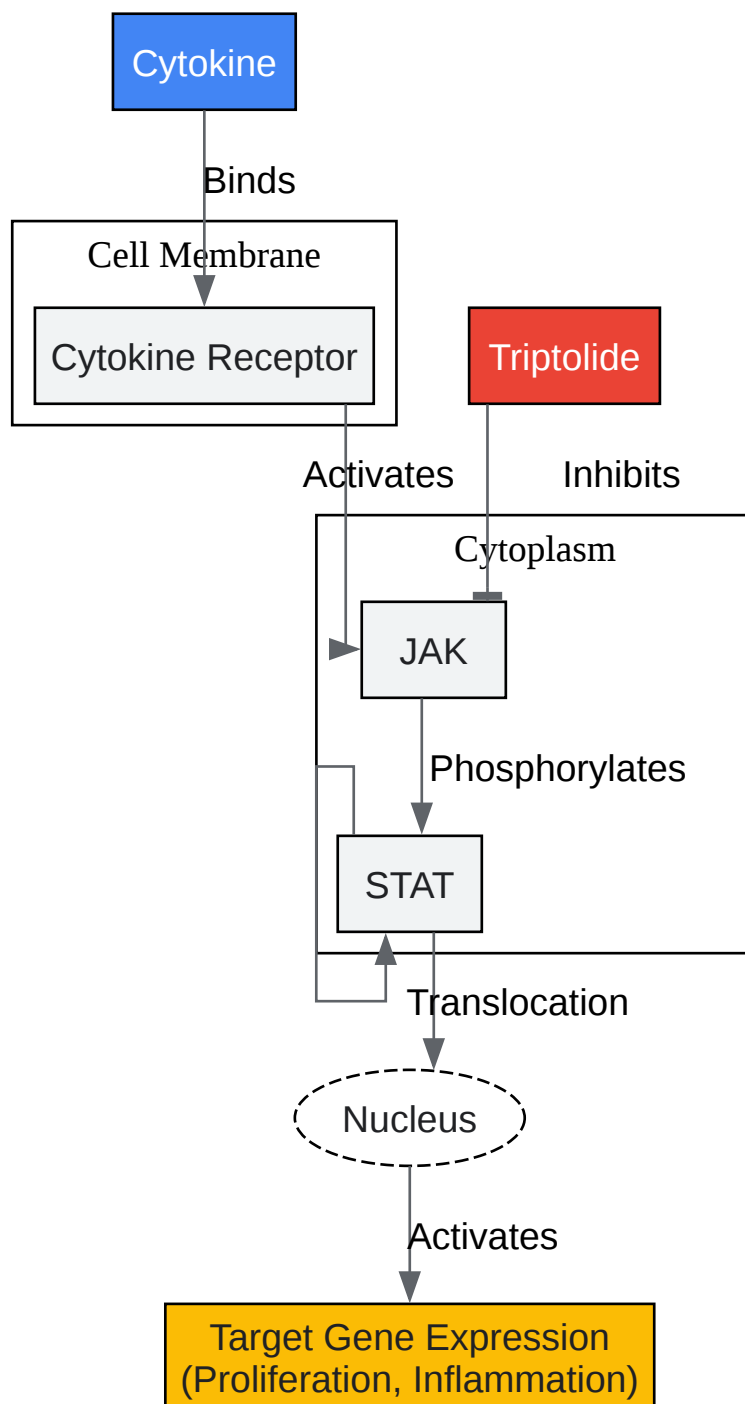 Cytokine
Binds
Cell Membrane
Cytokine Receptor
Triptolide
Activates
Inhibits
Cytoplasm
JAK
Phosphorylates
STAT
Translocation
Nucleus
Activates
Target Gene Expression
(Proliferation, Inflammation)